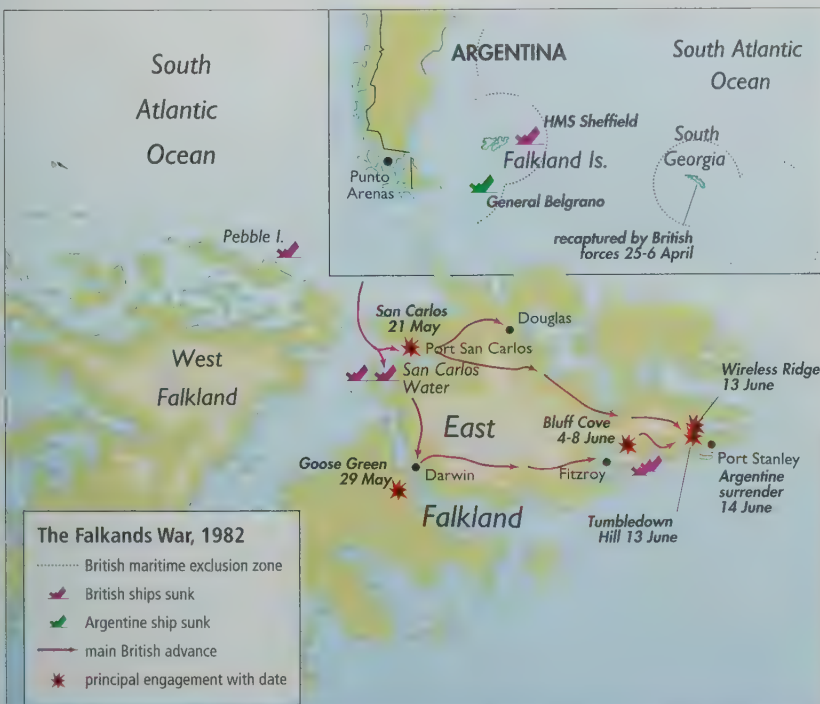 South
Atlantic
Ocean
ARGENTINA
South Atlantic
Ocean
HMS Sheffield
Falkland Is.
South
Georgia
Punto
Arenas
General Belgrano
recaptured by British
forces 25-6 April
Pebble I.
San Carlos
21 May
Douglas
Port San Carlos
San Carlos
Water
West
Falkland
Wireless Ridge
13 June
East
Bluff Cove
4-8 June
Port Stanley
Argentine
surrender
14 June
Goose Green
29 May
Darwin
Fitzroy
Falkland
Tumbledown
Hill 13 June
The Falkands War, 1982
British maritime exclusion zone
British ships sunk
Argentine ship sunk
main British advance
principal engagement with date